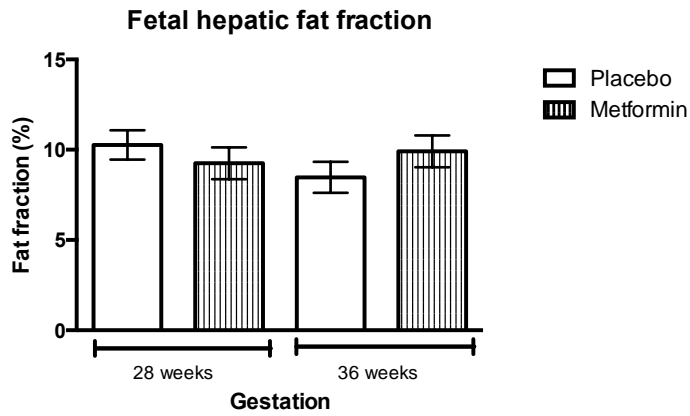 Fetal hepatic fat fraction
15
10
5
0
Fat fraction (%)
Placebo
Metformin
28 weeks
36 weeks
Gestation